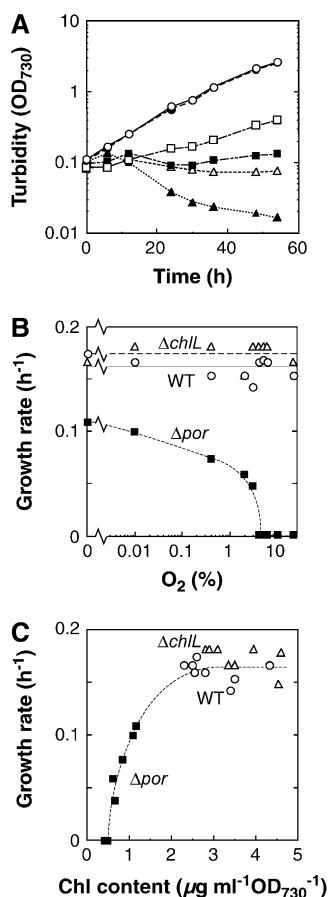 A
10
1
0.1
0.01
Turbidity (OD730)
0 20 40 60
Time (h)
B
0.2
0.1
0
Growth rate (h-1)
ΔchlL
WT
Δpor
0 0.01 0.1 1 10
O2 (%)
C
0.2
0.1
0
Growth rate (h-1)
ΔchlL
WT
Δpor
0 1 2 3 4 5
Chl content (μg ml-1OD730-1)